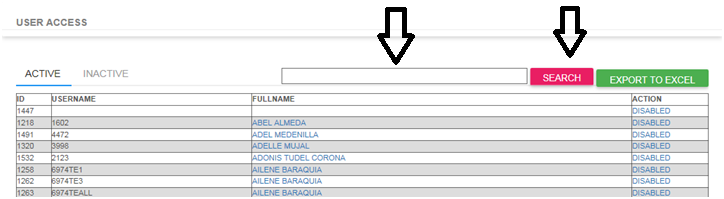 USER ACCESS
ACTIVE INACTIVE SEARCH EXPORT TO EXCEL
ID USERNAME FULLNAME ACTION
1447 DISABLED
1218 1602 ABEL ALMEDA DISABLED
1491 4472 ADEL MEDENILLA DISABLED
1320 3998 ADELLE MUJAL DISABLED
1532 2123 ADONIS TUDEL CORONA DISABLED
1258 6974TE1 AILENE BARAQUIA DISABLED
1262 6974TE3 AILENE BARAQUIA DISABLED
1263 6974TEALL AILENE BARAQUIA DISABLED